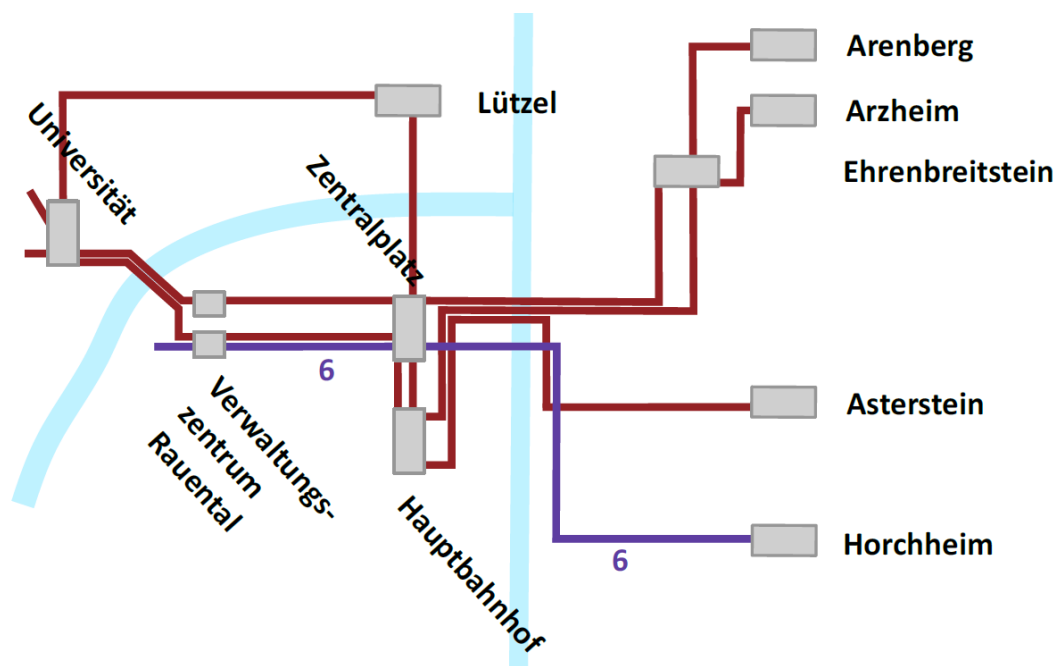 Arenberg
Lützel
Arzheim
Universität
Zentralplatz
Ehrenbreitstein
6
Verwaltungs-
zentrum
Rauental
Asterstein
Hauptbahnhof
Horchheim
6